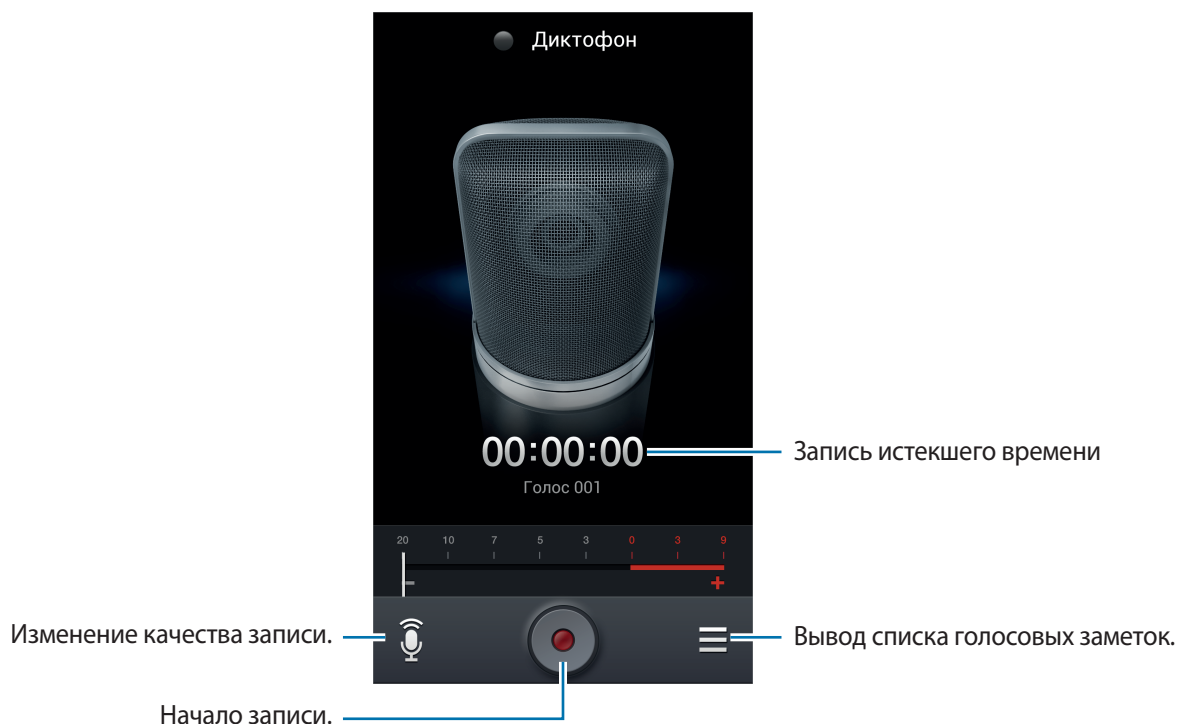 Диктофон
00:00:00
Запись истекшего времени
Голос 001
20 10 7 5 3 0 3 9
− +
Изменение качества записи.
Вывод списка голосовых заметок.
Начало записи.